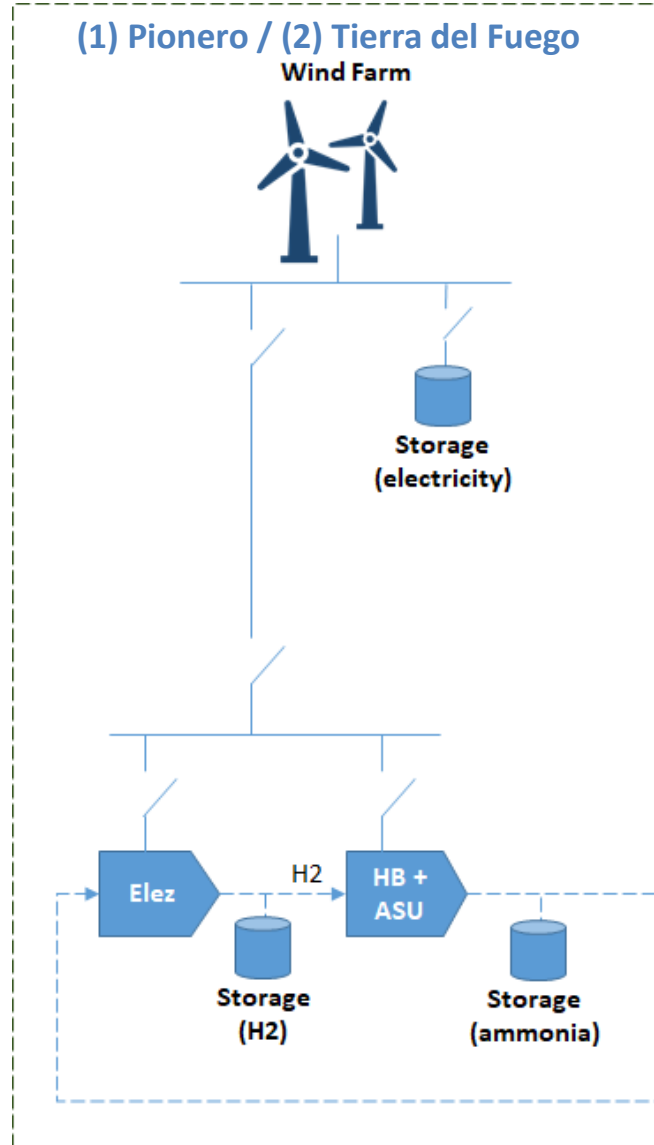 (1) Pionero / (2) Tierra del Fuego
Wind Farm
Storage
(electricity)
Elez
H2
HB +
ASU
Storage
(H2)
Storage
(ammonia)